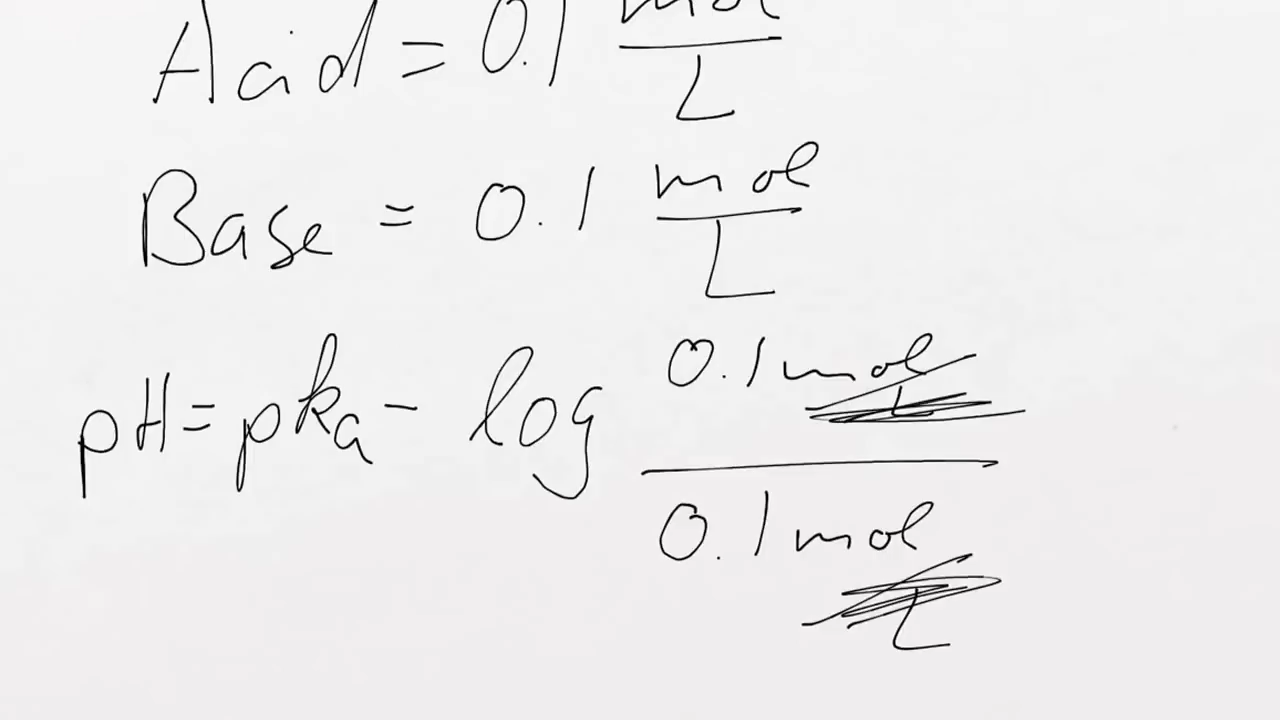 Acid = 0.1 mol
L
Base = 0.1 mol
L
0.1 mol
L
pH = pka - log
0.1 mol
L